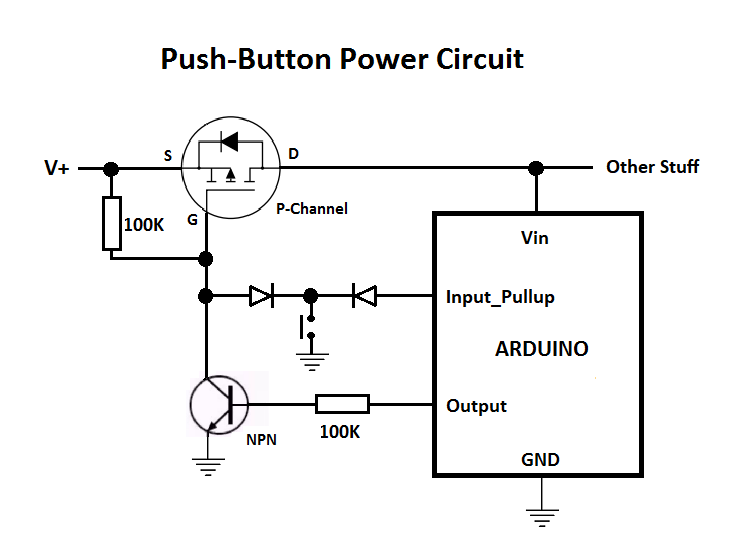 Push-Button Power Circuit
S
D
V+
Other Stuff
P-Channel
G
100K
Vin
Input_Pullup
ARDUINO
Output
100K
NPN
GND